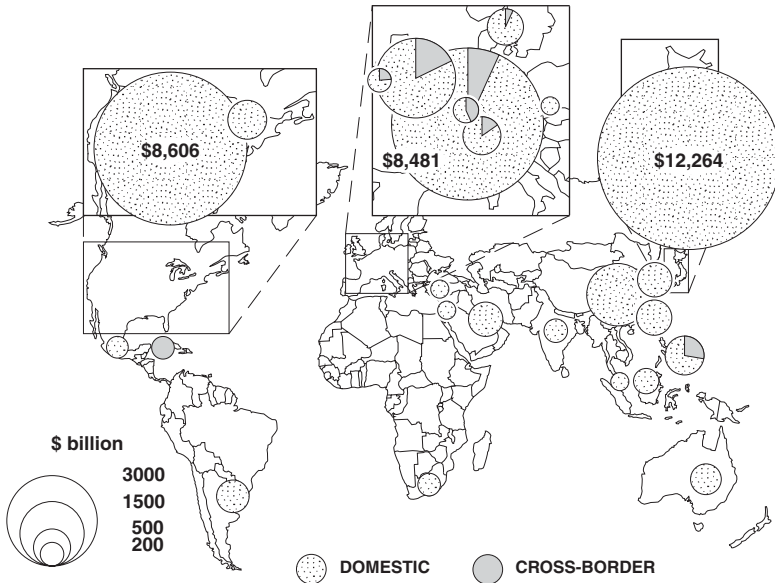 $8,606
$8,481
$12,264
$ billion
3000
1500
500
200
DOMESTIC
CROSS-BORDER